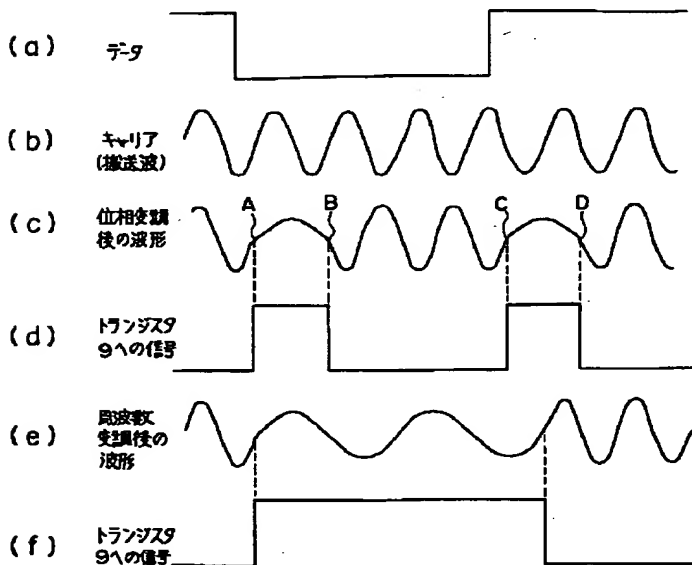 (a) データ
(b) キャリア
(搬送波)
A B C D
(c) 位相変調
後の波形
(d) トランジスタ
9への信号
(e) 周波数
変調後の
波形
(f) トランジスタ
9への信号